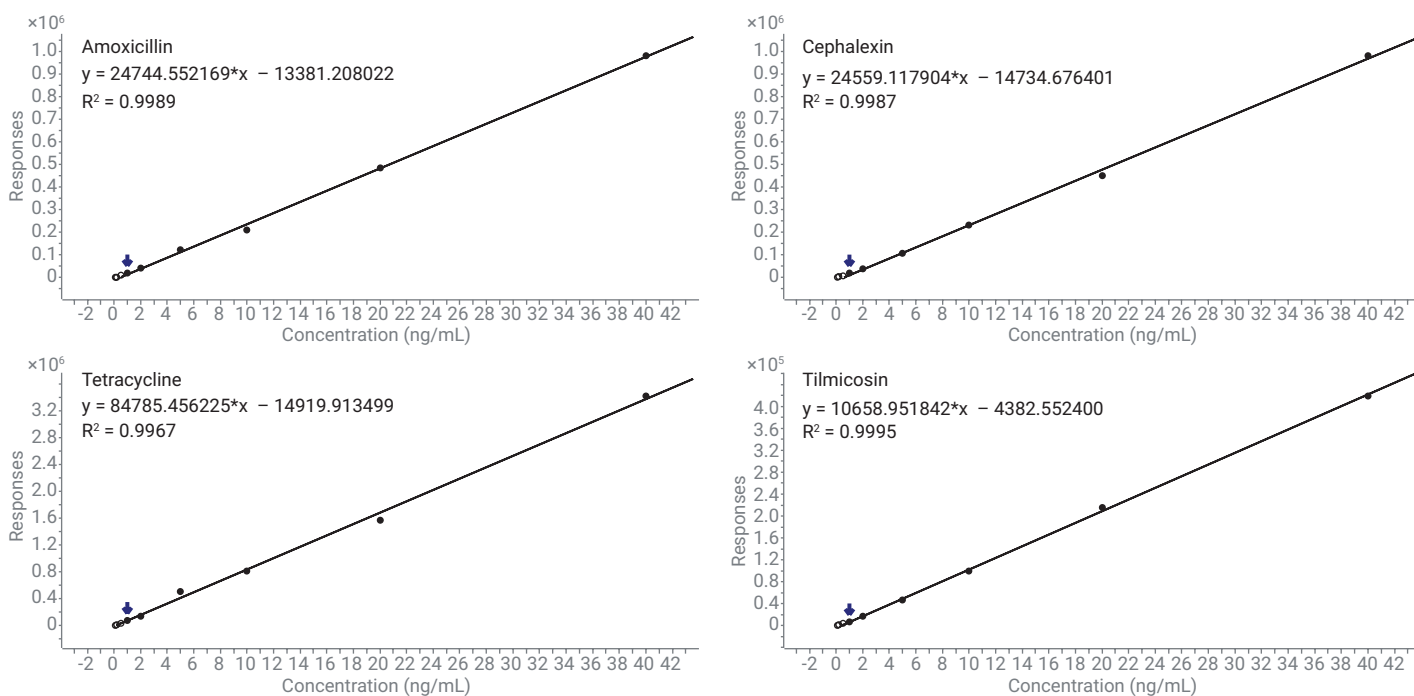 ×10⁶
Amoxicillin
y = 24744.552169*x – 13381.208022
R² = 0.9989
Responses
1.0
0.9
0.8
0.7
0.6
0.5
0.4
0.3
0.2
0.1
0
-2 0 2 4 6 8 10 12 14 16 18 20 22 24 26 28 30 32 34 36 38 40 42
Concentration (ng/mL)
×10⁶
Cephalexin
y = 24559.117904*x – 14734.676401
R² = 0.9987
Responses
1.0
0.9
0.8
0.7
0.6
0.5
0.4
0.3
0.2
0.1
0
-2 0 2 4 6 8 10 12 14 16 18 20 22 24 26 28 30 32 34 36 38 40 42
Concentration (ng/mL)
×10⁶
Tetracycline
y = 84785.456225*x – 14919.913499
R² = 0.9967
Responses
3.2
2.8
2.4
2.0
1.6
1.2
0.8
0.4
0
-2 0 2 4 6 8 10 12 14 16 18 20 22 24 26 28 30 32 34 36 38 40 42
Concentration (ng/mL)
×10⁵
Tilmicosin
y = 10658.951842*x – 4382.552400
R² = 0.9995
Responses
4.0
3.6
3.2
2.8
2.4
2.0
1.6
1.2
0.8
0.4
0
-2 0 2 4 6 8 10 12 14 16 18 20 22 24 26 28 30 32 34 36 38 40 42
Concentration (ng/mL)